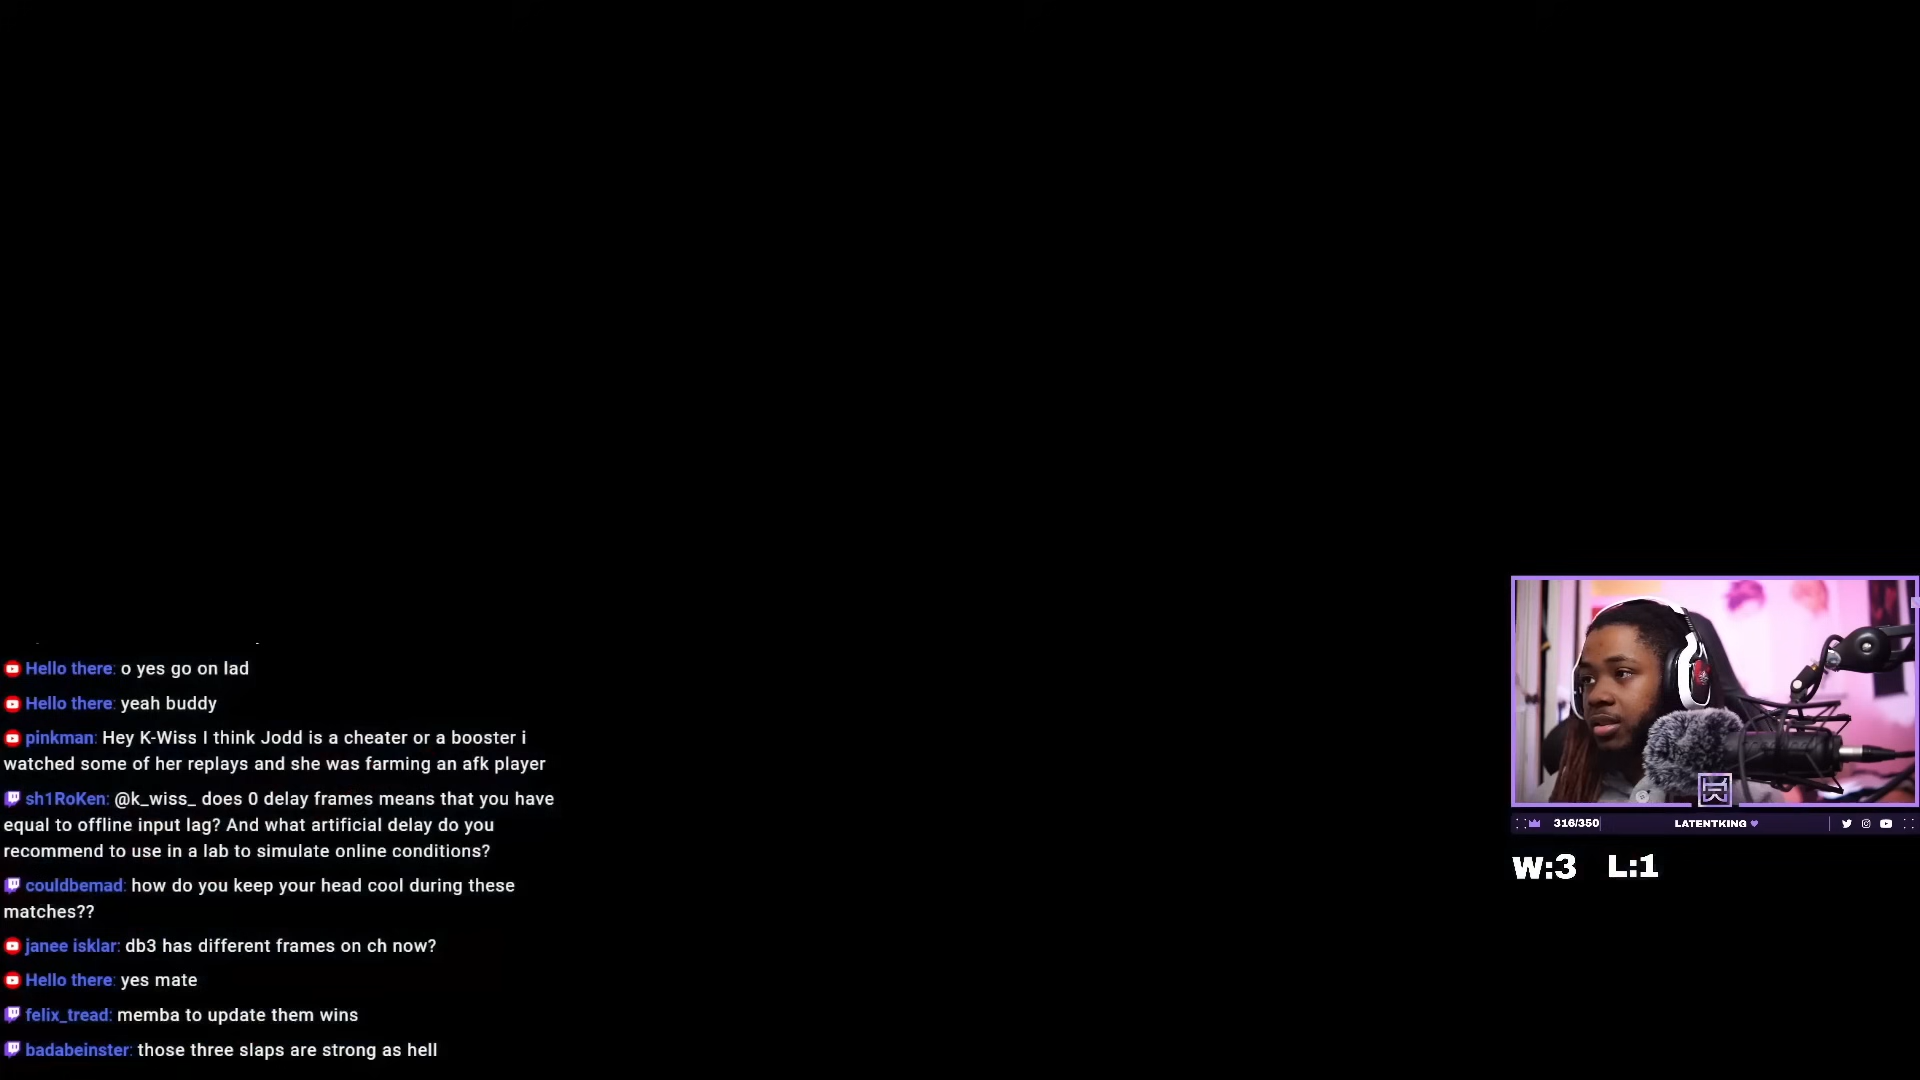 Hello there: o yes go on lad
Hello there: yeah buddy
pinkman: Hey K-Wiss I think Jodd is a cheater or a booster i
watched some of her replays and she was farming an afk player
sh1RoKen: @k_wiss_ does 0 delay frames means that you have
equal to offline input lag? And what artificial delay do you
recommend to use in a lab to simulate online conditions?
couldbemad: how do you keep your head cool during these
matches??
janee isklar: db3 has different frames on ch now?
Hello there: yes mate
felix_tread: memba to update them wins
badabeinster: those three slaps are strong as hell
316/350
LATENTKING
W:3 L:1